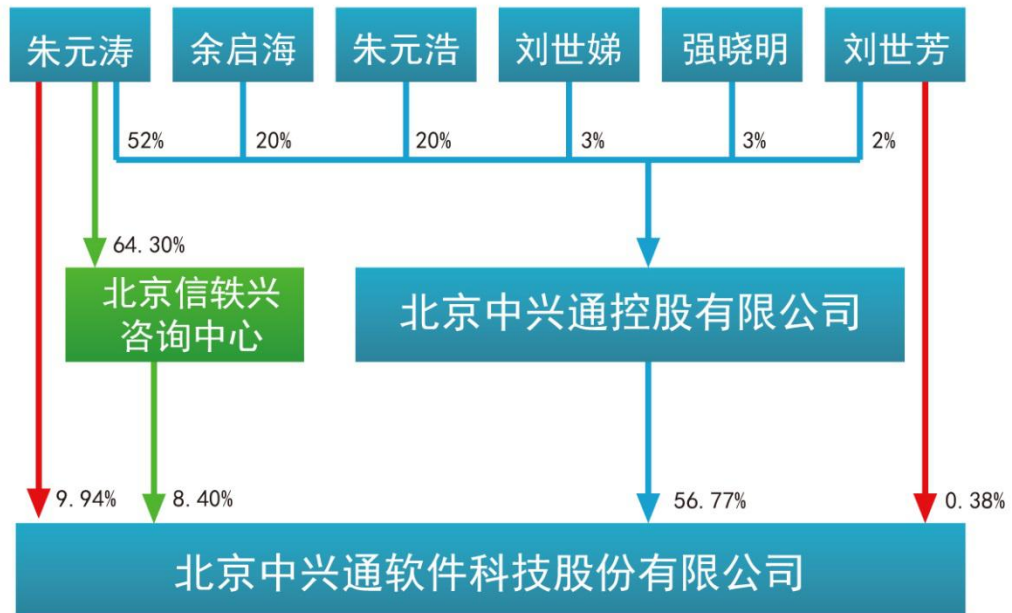 朱元涛
余启海
朱元浩
刘世娣
强晓明
刘世芳
52%
20%
20%
3%
3%
2%
64.30%
北京信轶兴
咨询中心
北京中兴通控股有限公司
9.94%
8.40%
56.77%
0.38%
北京中兴通软件科技股份有限公司